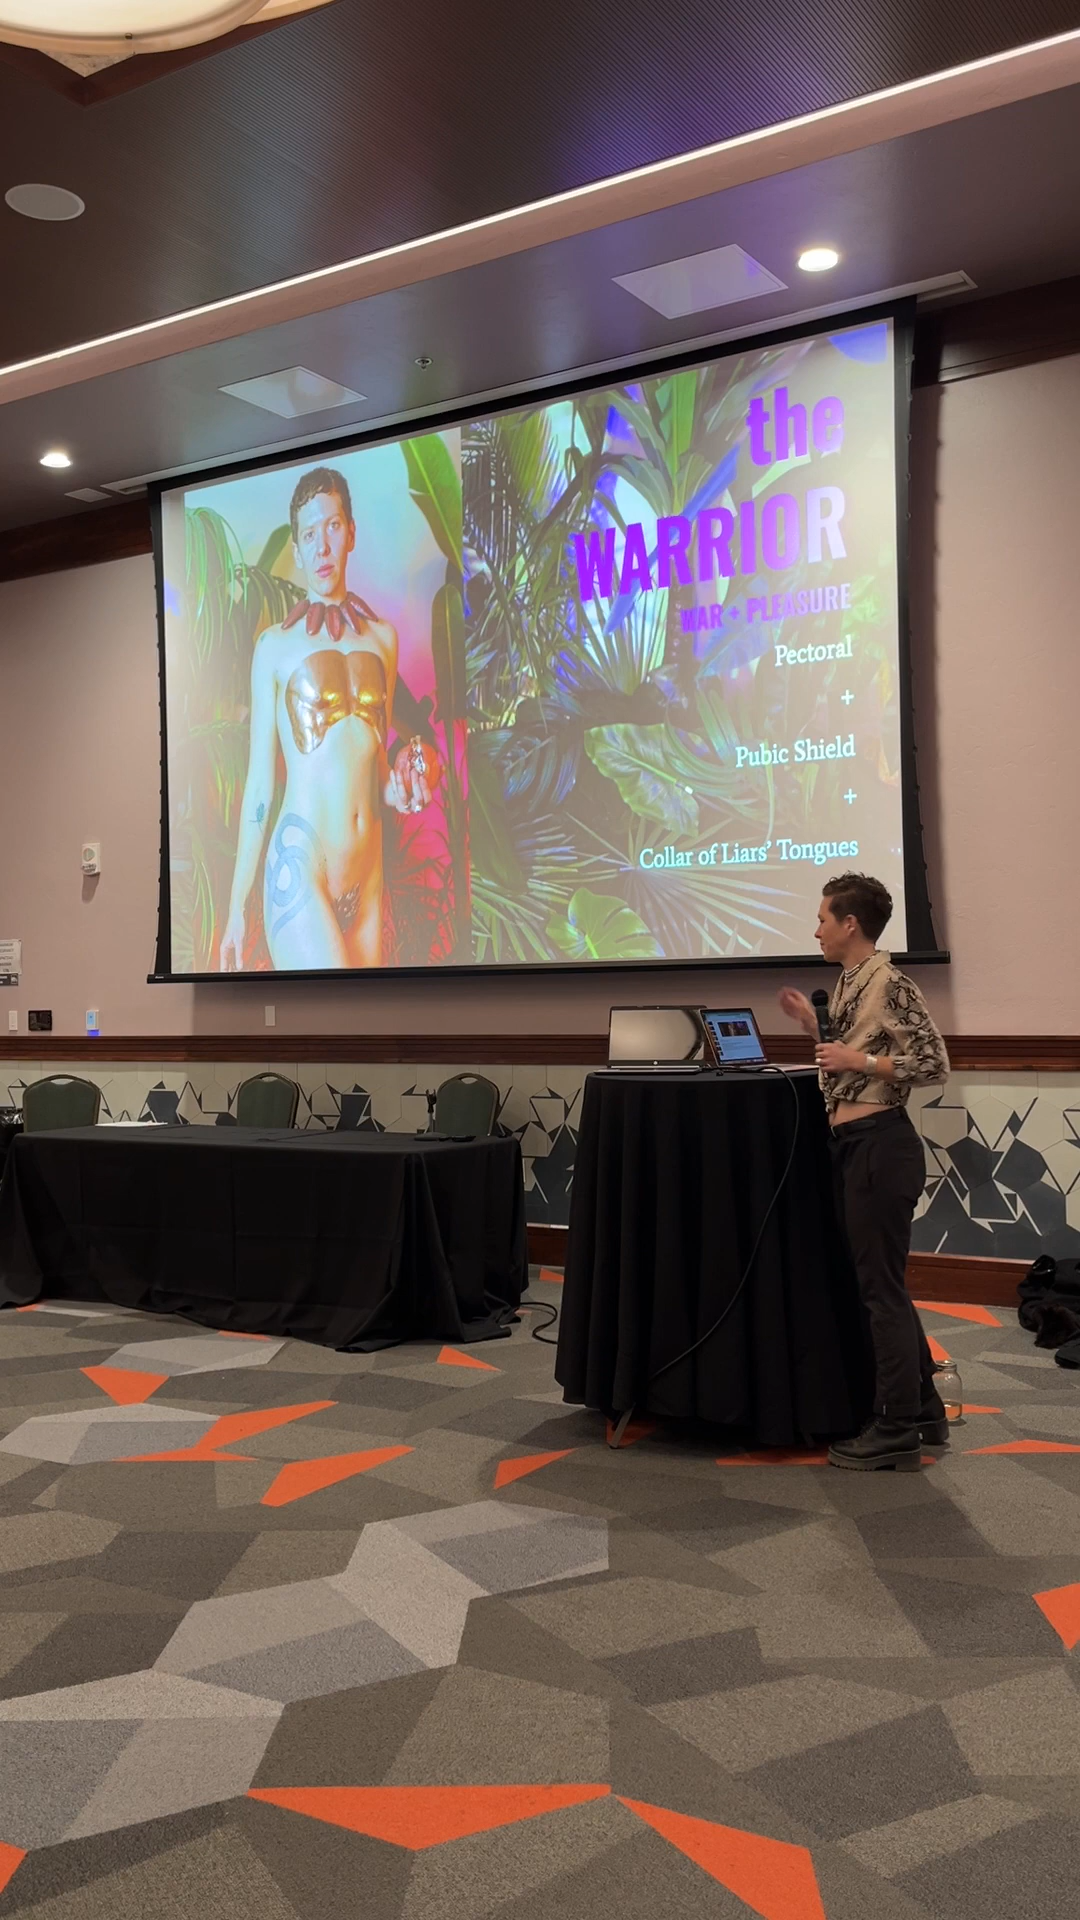 the
WARRIOR
WAR + PLEASURE
Pectoral
+
Pubic Shield
+
Collar of Liars' Tongues